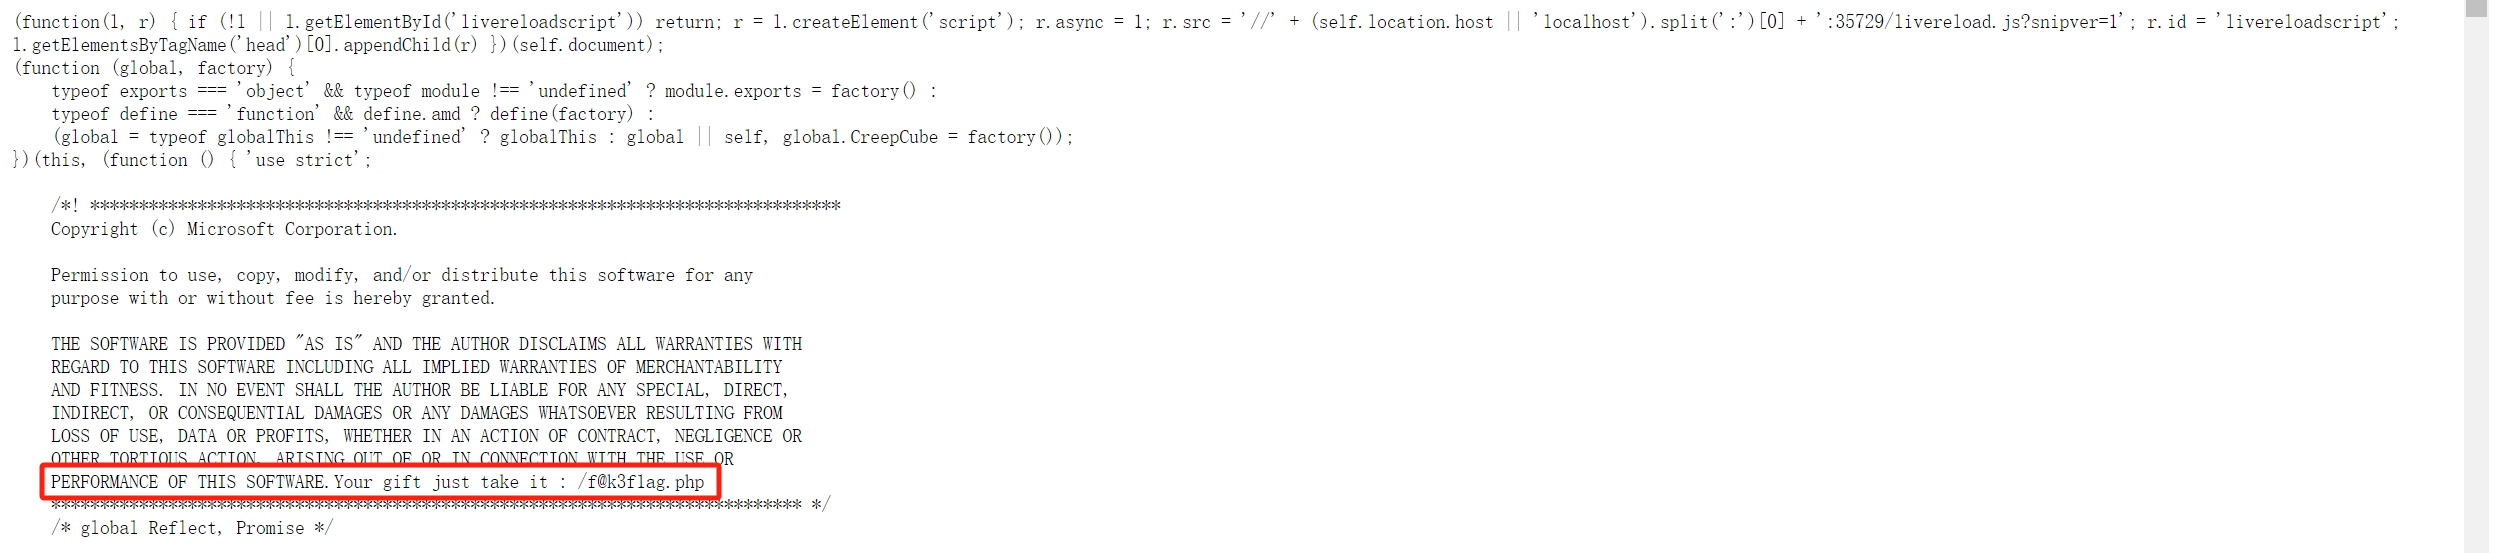 (function(l, r) { if (!l || l.getElementById('livereloadscript')) return; r = l.createElement('script'); r.async = 1; r.src = '//' + (self.location.host || 'localhost').split(':')[0] + ':35729/livereload.js?snipver=1'; r.id = 'livereloadscript';
l.getElementsByTagName('head')[0].appendChild(r) })(self.document);
(function (global, factory) {
    typeof exports === 'object' && typeof module !== 'undefined' ? module.exports = factory() :
    typeof define === 'function' && define.amd ? define(factory) :
    (global = typeof globalThis !== 'undefined' ? globalThis : global || self, global.CreepCube = factory());
})(this, (function () { 'use strict';
    /*! *****************************************************************************
    Copyright (c) Microsoft Corporation.
    Permission to use, copy, modify, and/or distribute this software for any
    purpose with or without fee is hereby granted.
    THE SOFTWARE IS PROVIDED "AS IS" AND THE AUTHOR DISCLAIMS ALL WARRANTIES WITH
    REGARD TO THIS SOFTWARE INCLUDING ALL IMPLIED WARRANTIES OF MERCHANTABILITY
    AND FITNESS. IN NO EVENT SHALL THE AUTHOR BE LIABLE FOR ANY SPECIAL, DIRECT,
    INDIRECT, OR CONSEQUENTIAL DAMAGES OR ANY DAMAGES WHATSOEVER RESULTING FROM
    LOSS OF USE, DATA OR PROFITS, WHETHER IN AN ACTION OF CONTRACT, NEGLIGENCE OR
    OTHER TORTIOUS ACTION, ARISING OUT OF OR IN CONNECTION WITH THE USE OR
    PERFORMANCE OF THIS SOFTWARE.Your gift just take it : /f@k3flag.php
    ***************************************************************************** */
    /* global Reflect, Promise */